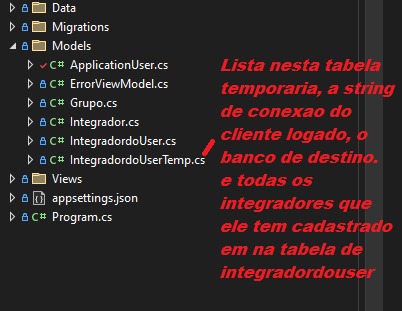 Data
Migrations
Models
ApplicationUser.cs
ErrorViewModel.cs
Grupo.cs
Integrador.cs
IntegradordoUser.cs
IntegradordoUserTemp.cs
Views
appsettings.json
Program.cs
Lista nesta tabela
temporaria, a string
de conexao do
cliente logado, o
banco de destino.
e todas os
integradores que
ele tem cadastrado
em na tabela de
integradordouser